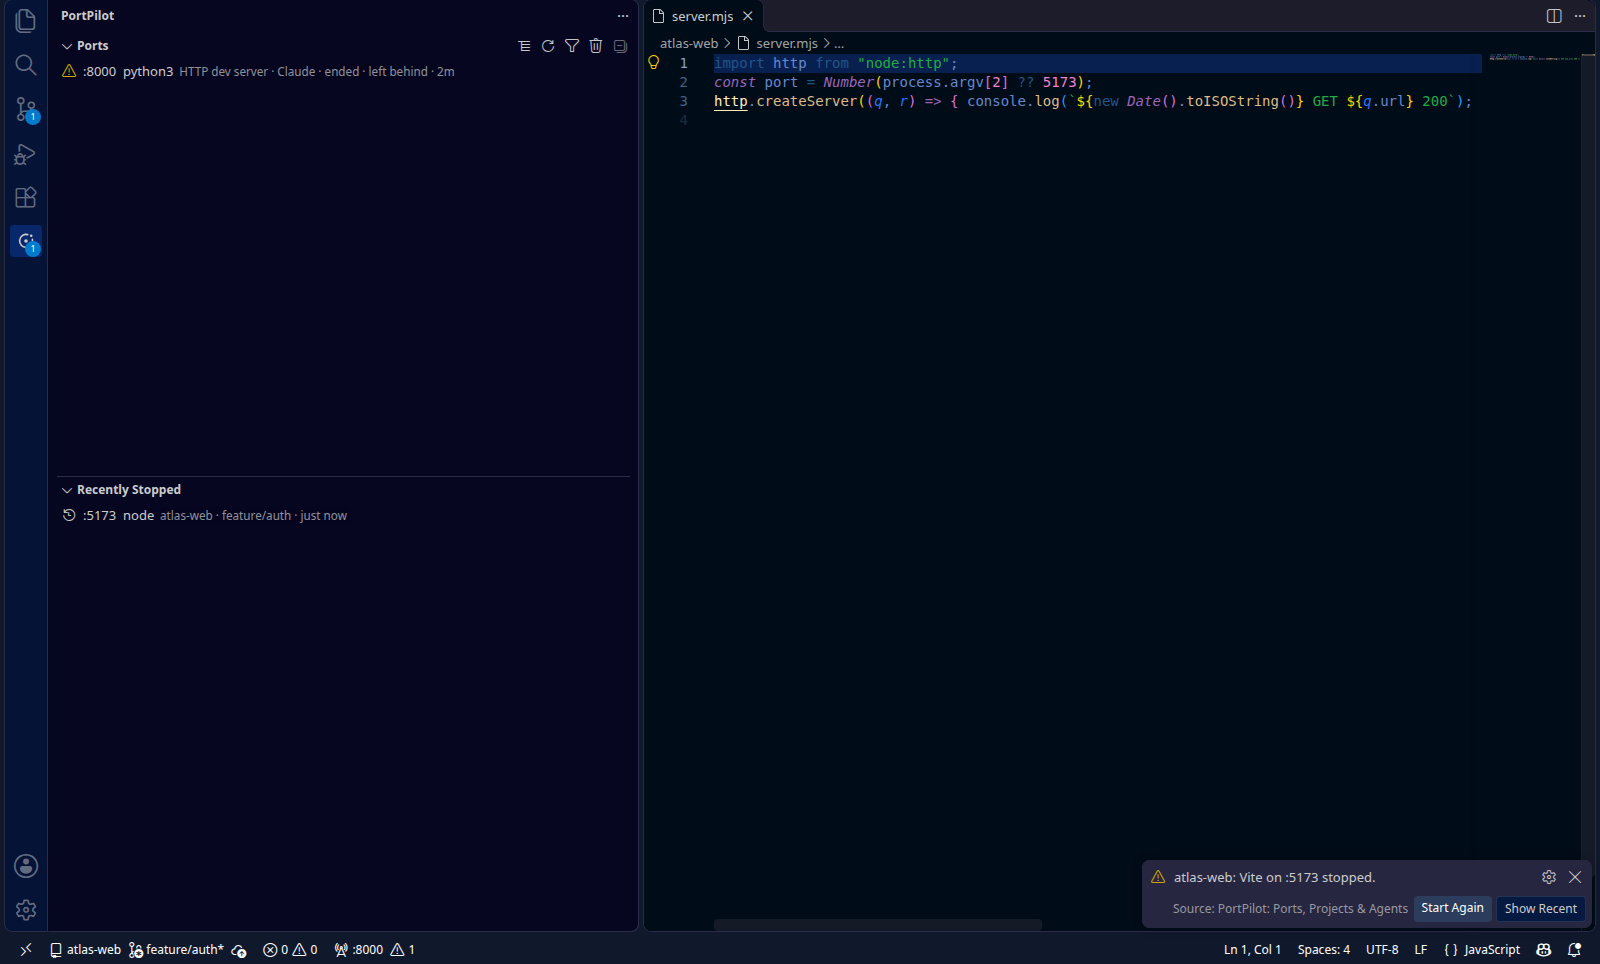 PortPilot
Ports
:8000 python3 HTTP dev server · Claude · ended · left behind · 2m
1
1
Recently Stopped
:5173 node atlas-web · feature/auth · just now
server.mjs
atlas-web > server.mjs > ...
1 import http from "node:http";
2 const port = Number(process.argv[2] ?? 5173);
3 http.createServer((q, r) => { console.log(`${new Date().toISOString()} GET ${q.url} 200`);
4
atlas-web: Vite on :5173 stopped.
Source: PortPilot: Ports, Projects & Agents Start Again Show Recent
atlas-web feature/auth* 0 0 :8000 1 Ln 1, Col 1 Spaces: 4 UTF-8 LF { } JavaScript